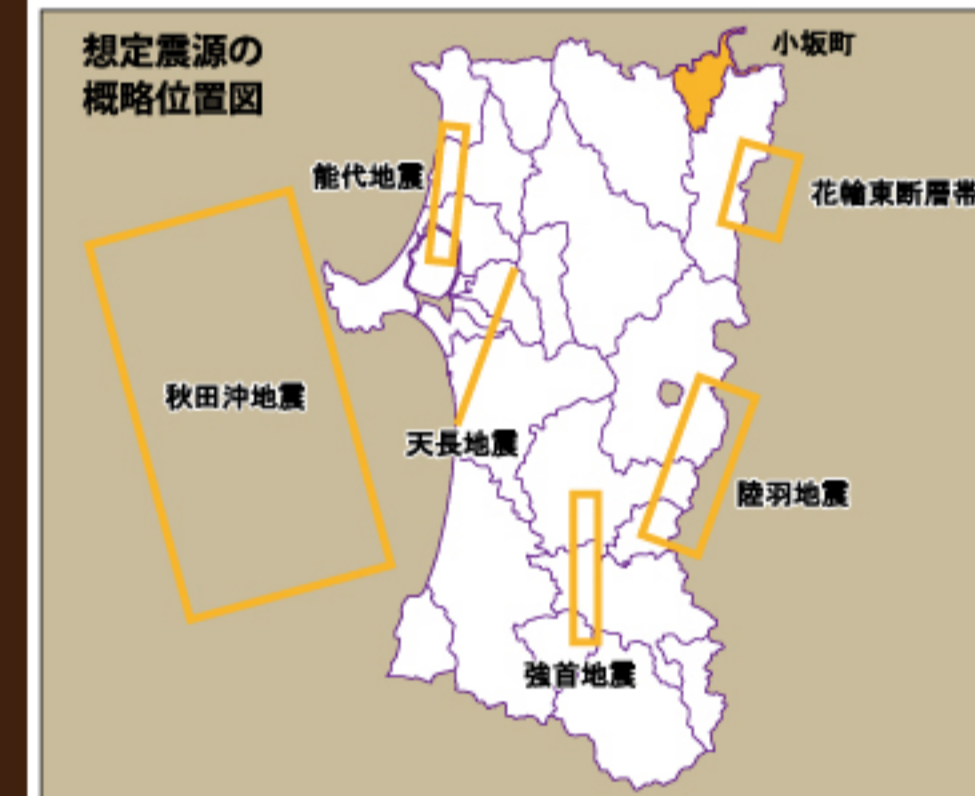 想定震源の
概略位置図
小坂町
能代地震
花輪東断層帯
秋田沖地震
天長地震
陸羽地震
強首地震